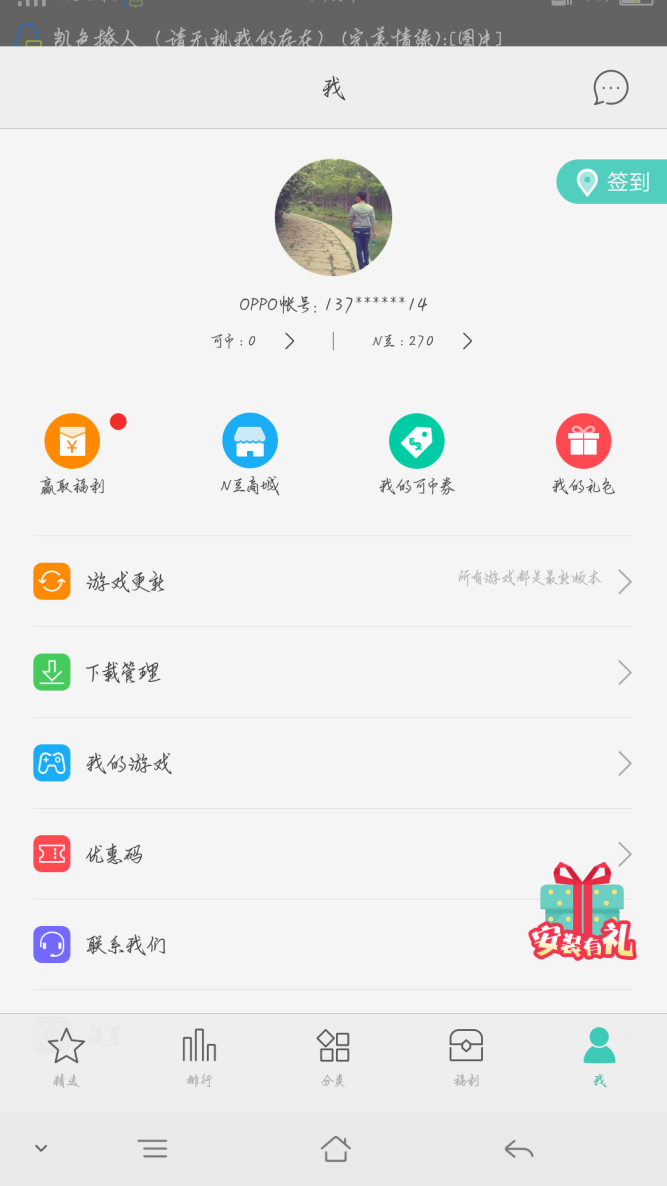 凯色撩人（请无视我的存在）(完美情缘):[图片]
我
签到
OPPO帐号: 137******14
可币: 0
N豆: 270
赢取福利
N豆商城
我的可币券
我的礼包
游戏更新
所有游戏都是最新版本
下载管理
我的游戏
优惠码
联系我们
安装有礼
设置
精选
排行
分类
福利
我